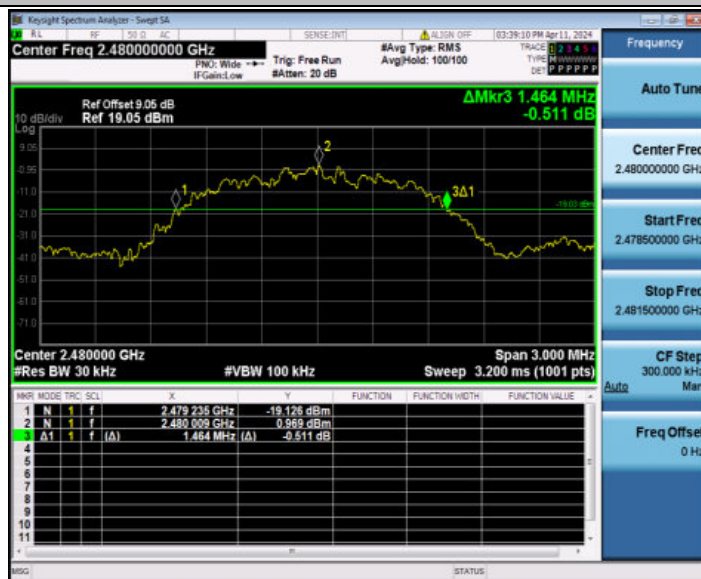 Keysight Spectrum Analyzer - Swept SA
RL RF 50 Ω AC SENSE:INT ALIGN OFF 03:39:10 PM Apr 11, 2024
Center Freq 2.480000000 GHz
#Avg Type: RMS
TRACE 1 2 3 4 5 6
PNO: Wide
Trig: Free Run
Avg|Hold: 100/100
TYPE M W W W W W
IFGain:Low
#Atten: 20 dB
DET P P P P P P
Ref Offset 9.05 dB
ΔMkr3 1.464 MHz
10 dB/div
Ref 19.05 dBm
-0.511 dB
Log
9.05
2
-0.95
-11.0
1
3Δ1
-19.03 dBm
-21.0
-31.0
-41.0
-51.0
-61.0
-71.0
Center 2.480000 GHz
Span 3.000 MHz
#Res BW 30 kHz
#VBW 100 kHz
Sweep 3.200 ms (1001 pts)
MKR MODE TRC SCL X Y FUNCTION FUNCTION WIDTH FUNCTION VALUE
1 N 1 f 2.479 235 GHz -19.126 dBm
2 N 1 f 2.480 009 GHz 0.969 dBm
3 Δ1 1 f (Δ) 1.464 MHz (Δ) -0.511 dB
4
5
6
7
8
9
10
11
MSG
STATUS
Frequency
Auto Tune
Center Freq
2.480000000 GHz
Start Freq
2.478500000 GHz
Stop Freq
2.481500000 GHz
CF Step
300.000 kHz
Auto Man
Freq Offset
0 Hz